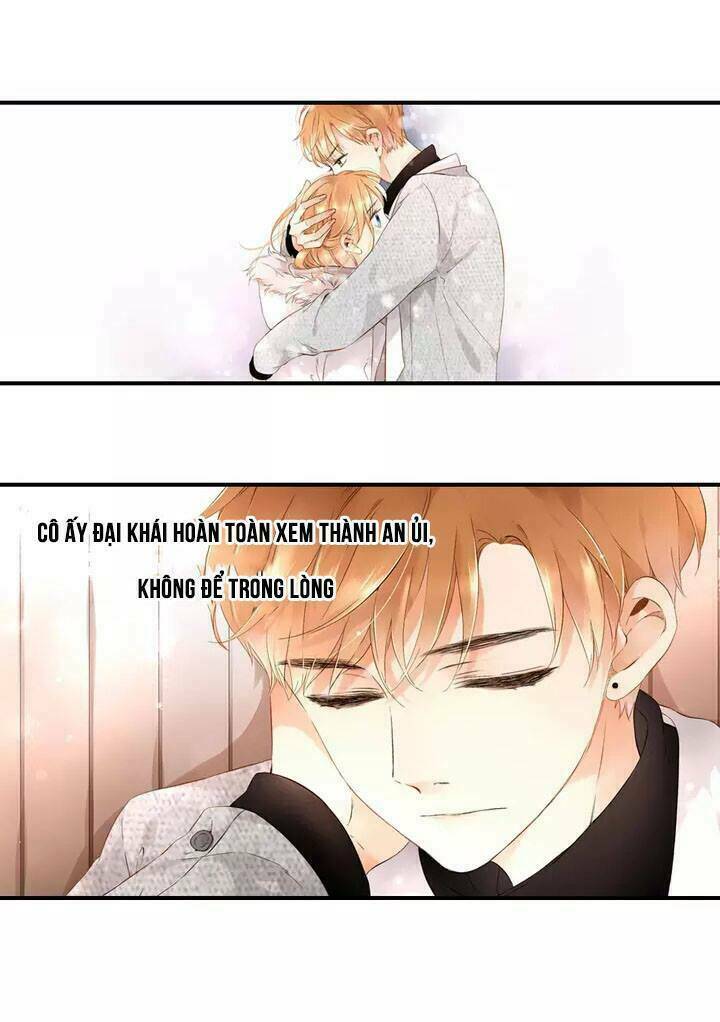 CÔ ẤY ĐẠI KHÁI HOÀN TOÀN XEM THÀNH AN ỦI,
KHÔNG ĐỂ TRONG LÒNG